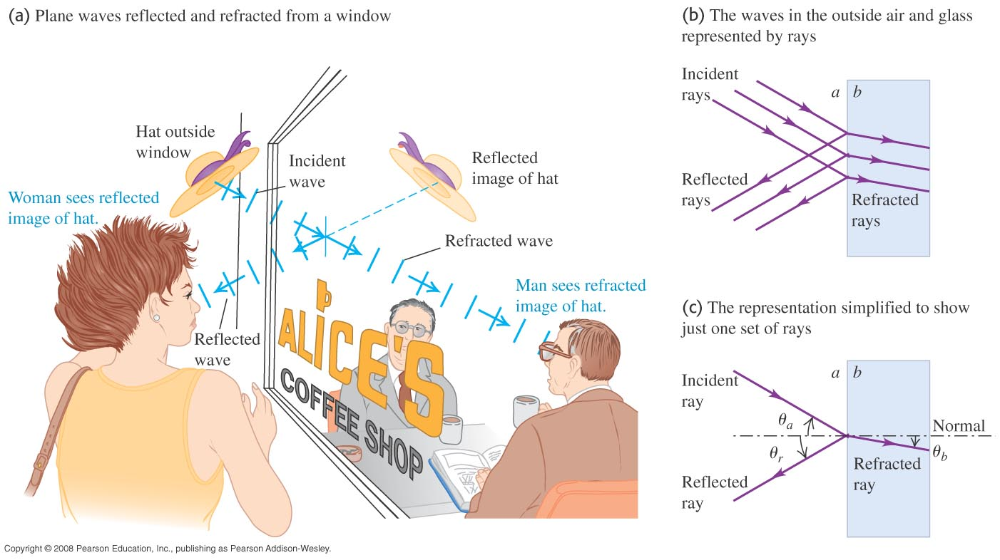 (a) Plane waves reflected and refracted from a window
Hat outside
window
Incident
wave
Reflected
image of hat
Woman sees reflected
image of hat.
Refracted wave
Man sees refracted
image of hat.
Reflected
wave
ALICE'S
COFFEE SHOP
(b) The waves in the outside air and glass
represented by rays
Incident
rays
a b
Reflected
rays
Refracted
rays
(c) The representation simplified to show
just one set of rays
Incident
ray
a b
θa
Normal
θr
θb
Refracted
ray
Reflected
ray
Copyright © 2008 Pearson Education, Inc., publishing as Pearson Addison-Wesley.